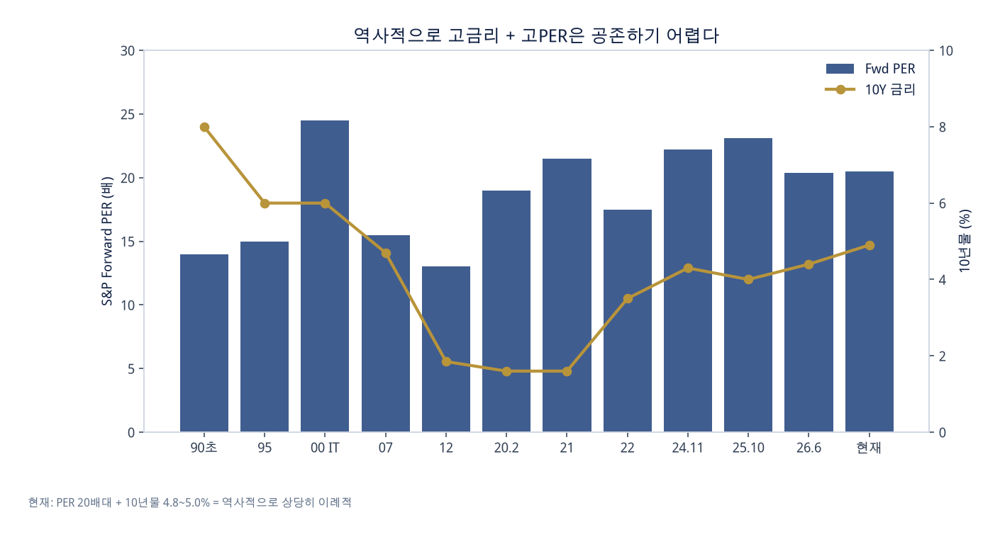 역사적으로 고금리 + 고PER은 공존하기 어렵다
Fwd PER
10Y 금리
S&P Forward PER (배)
30
25
20
15
10
5
0
10년물 (%)
10
8
6
4
2
0
90초 95 00 IT 07 12 20.2 21 22 24.11 25.10 26.6 현재
현재: PER 20배대 + 10년물 4.8~5.0% = 역사적으로 상당히 이례적